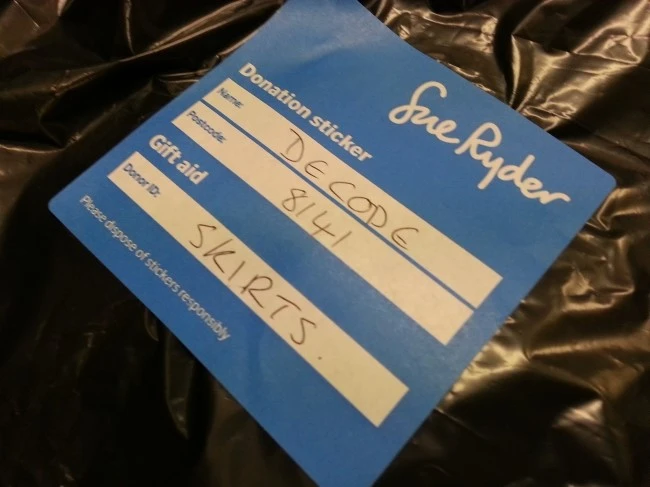 Sue Ryder
Donation sticker
Name: DECODE
Postcode: 8141
Gift aid
Donor ID: SKIRTS.
Please dispose of stickers responsibly